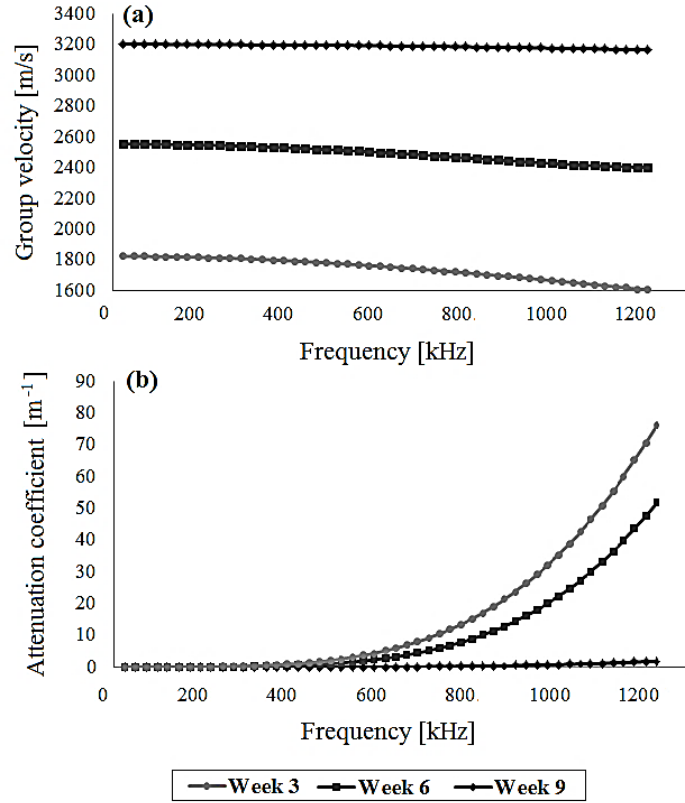 (a)
Group velocity [m/s]
3400
3200
3000
2800
2600
2400
2200
2000
1800
1600
0 200 400 600 800. 1000 1200
Frequency [kHz]
(b)
Attenuation coefficient [m⁻¹]
90
80
70
60
50
40
30
20
10
0
0 200 400 600 800. 1000 1200
Frequency [kHz]
Week 3 Week 6 Week 9